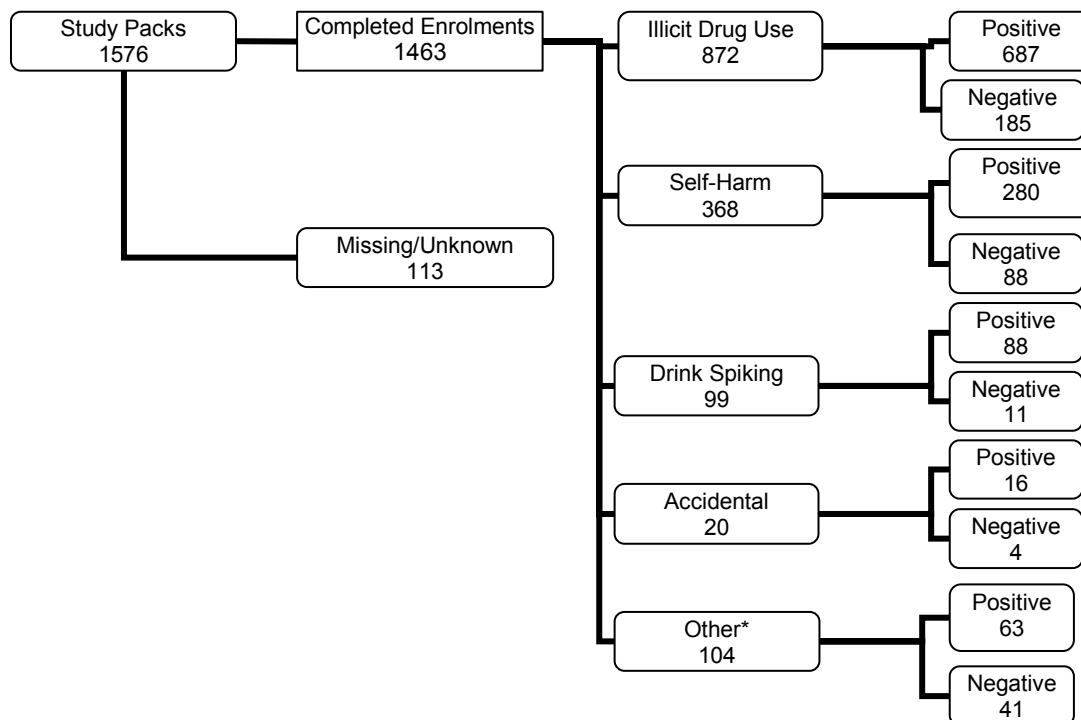 Study Packs
1576
Completed Enrolments
1463
Missing/Unknown
113
Illicit Drug Use
872
Positive
687
Negative
185
Self-Harm
368
Positive
280
Negative
88
Drink Spiking
99
Positive
88
Negative
11
Accidental
20
Positive
16
Negative
4
Other*
104
Positive
63
Negative
41